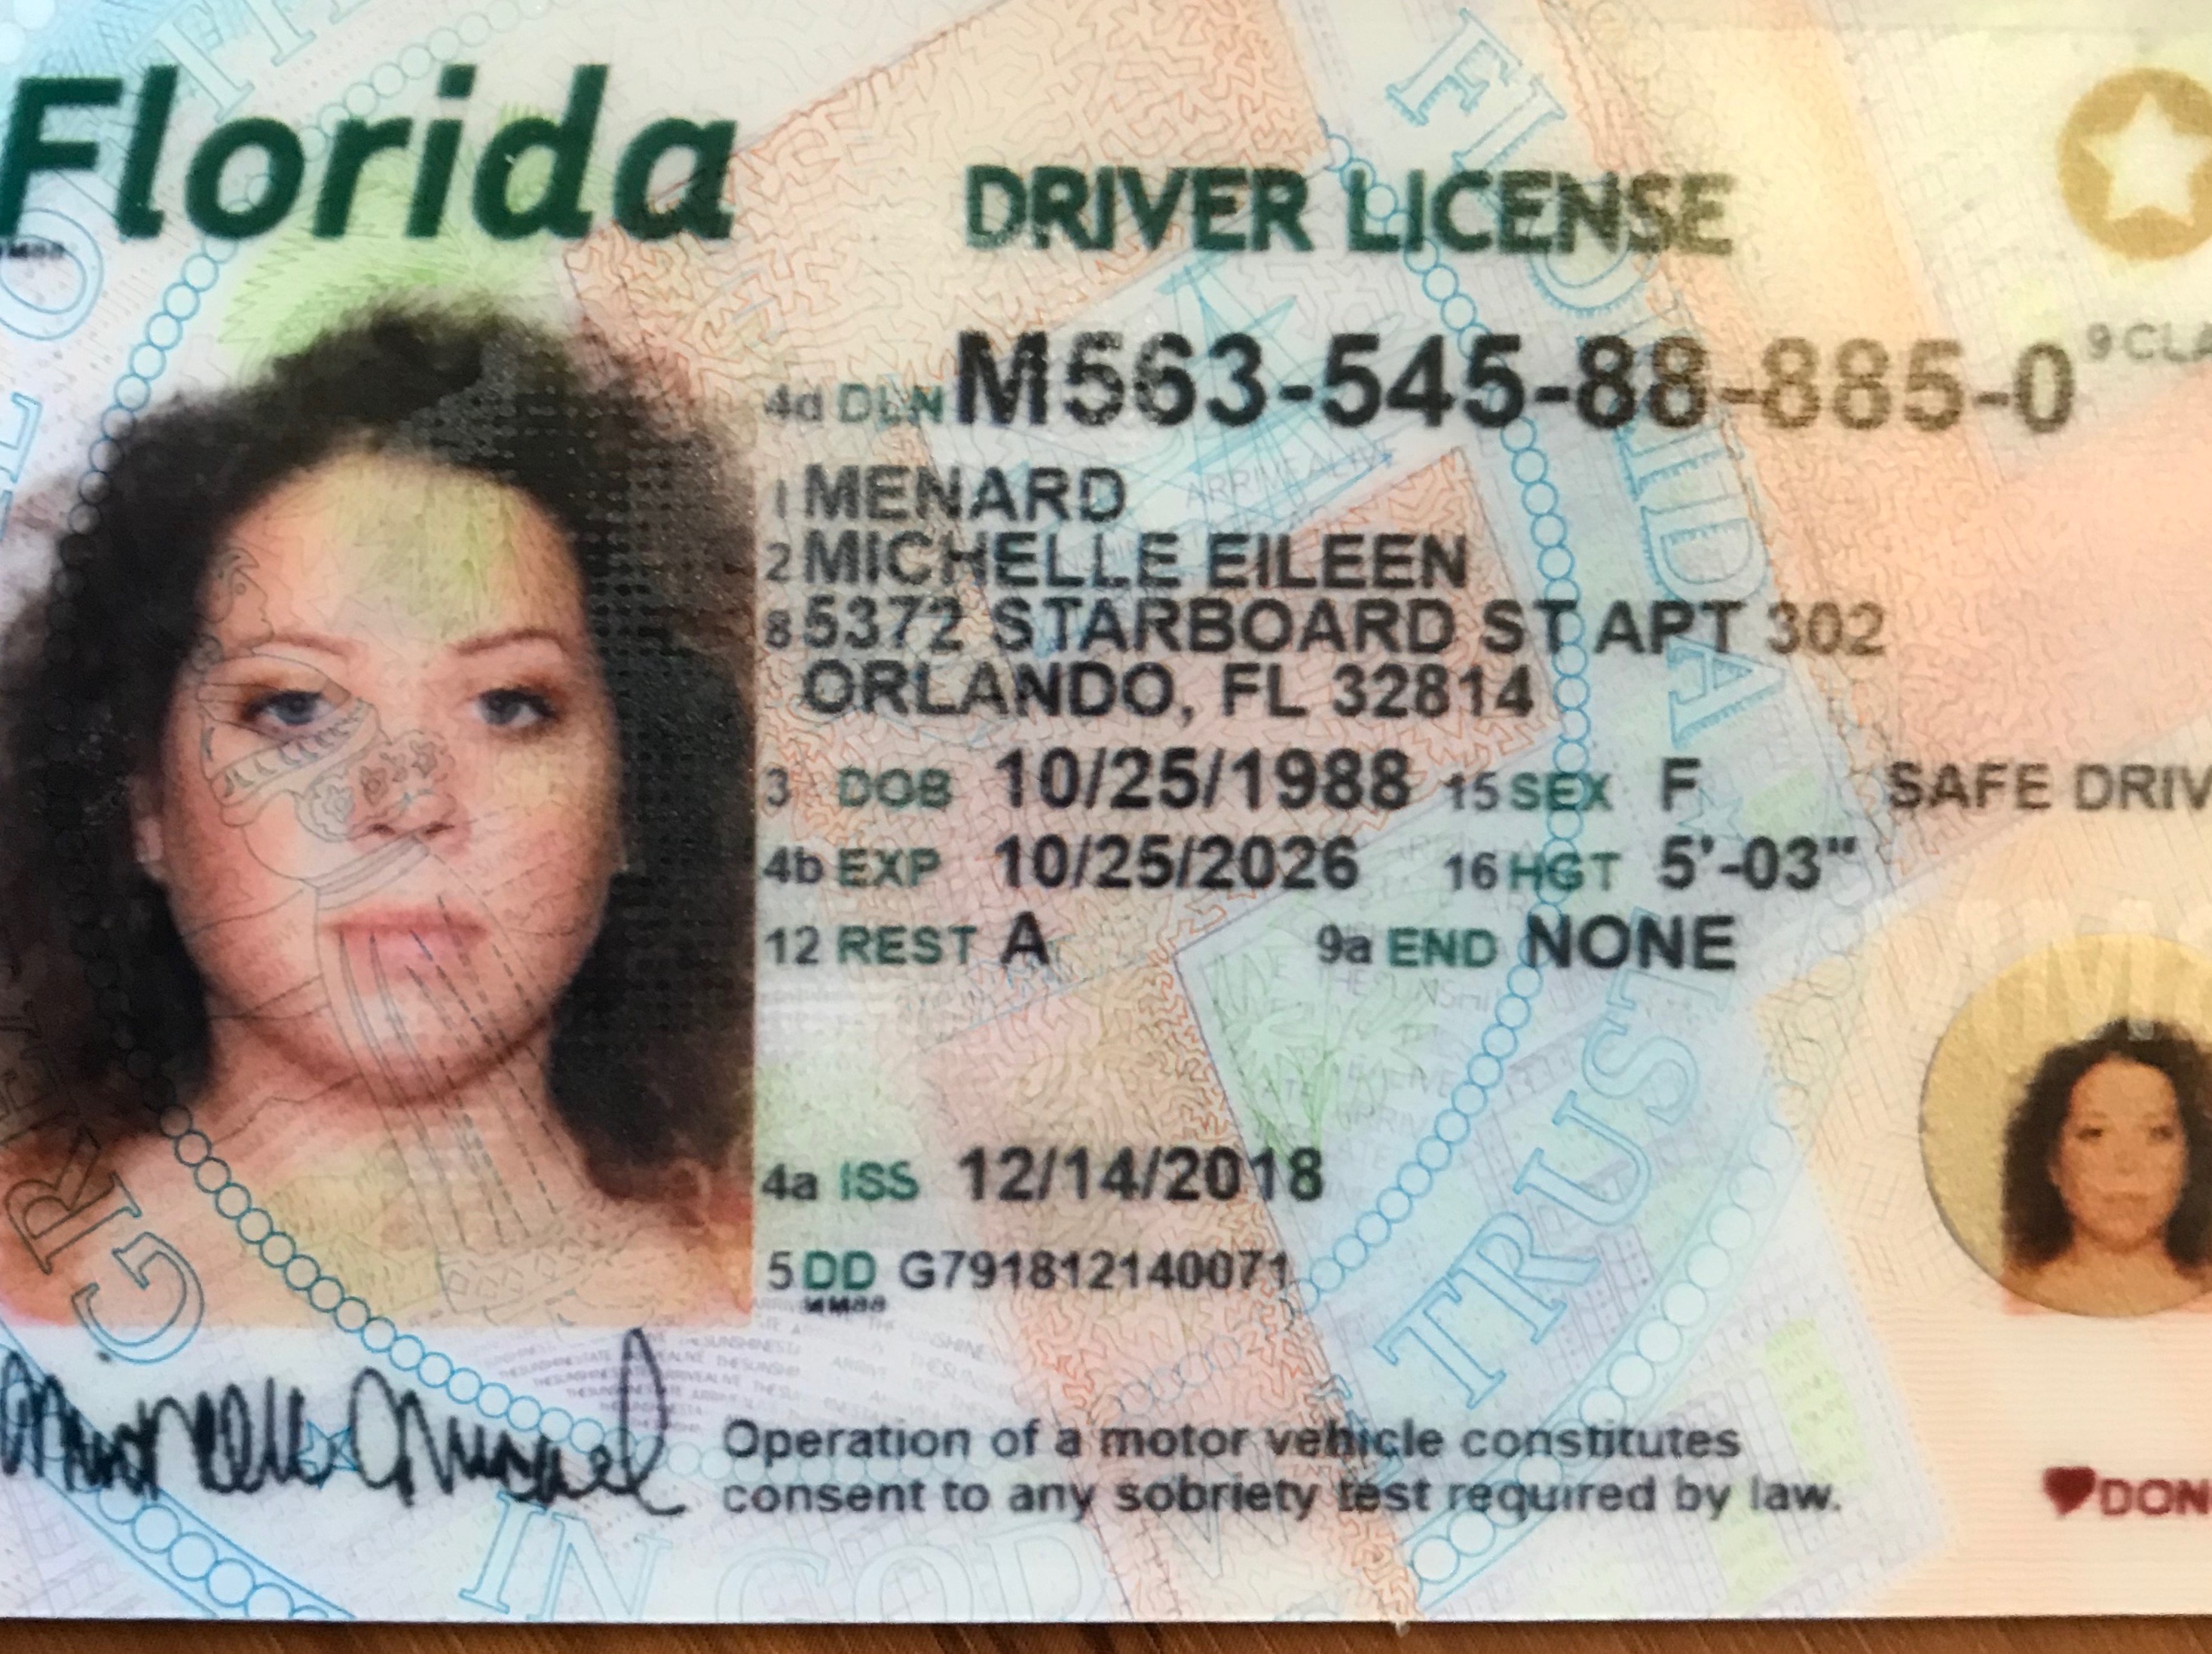 Florida
DRIVER LICENSE
4d DLN M563-545-88-885-0 9 CLA
1 MENARD
2 MICHELLE EILEEN
8 5372 STARBOARD ST APT 302
ORLANDO, FL 32814
3 DOB 10/25/1988 15 SEX F SAFE DRIV
4b EXP 10/25/2026 16 HGT 5'-03"
12 REST A 9a END NONE
4a ISS 12/14/2018
5 DD G791812140071
Operation of a motor vehicle constitutes
consent to any sobriety test required by law.
DON
FLORIDA
TRUST
IN GOD